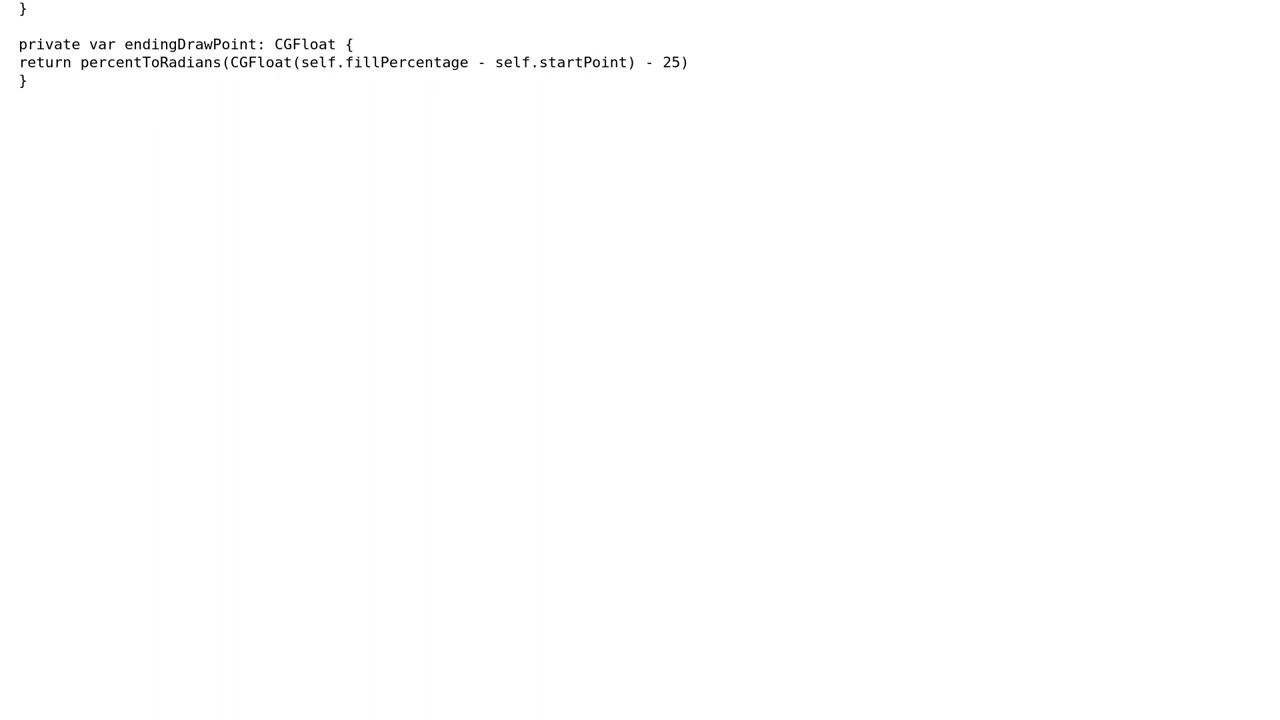 }
private var endingDrawPoint: CGFloat {
return percentToRadians(CGFloat(self.fillPercentage - self.startPoint) - 25)
}